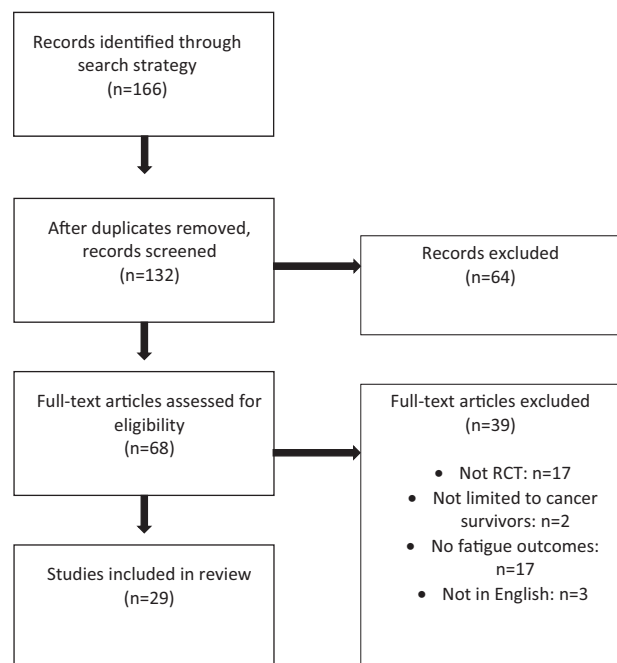 Records identified through
search strategy
(n=166)
After duplicates removed,
records screened
(n=132)
Records excluded
(n=64)
Full-text articles assessed for
eligibility
(n=68)
Full-text articles excluded
(n=39)
• Not RCT: n=17
• Not limited to cancer
survivors: n=2
• No fatigue outcomes:
n=17
• Not in English: n=3
Studies included in review
(n=29)